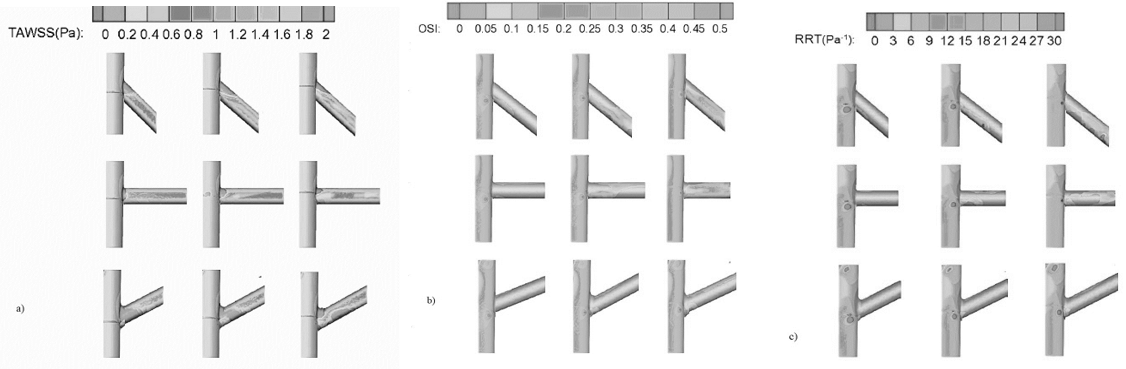 TAWSS(Pa): 0 0.2 0.4 0.6 0.8 1 1.2 1.4 1.6 1.8 2
a)
OSI: 0 0.05 0.1 0.15 0.2 0.25 0.3 0.35 0.4 0.45 0.5
b)
RRT(Pa⁻¹): 0 3 6 9 12 15 18 21 24 27 30
c)